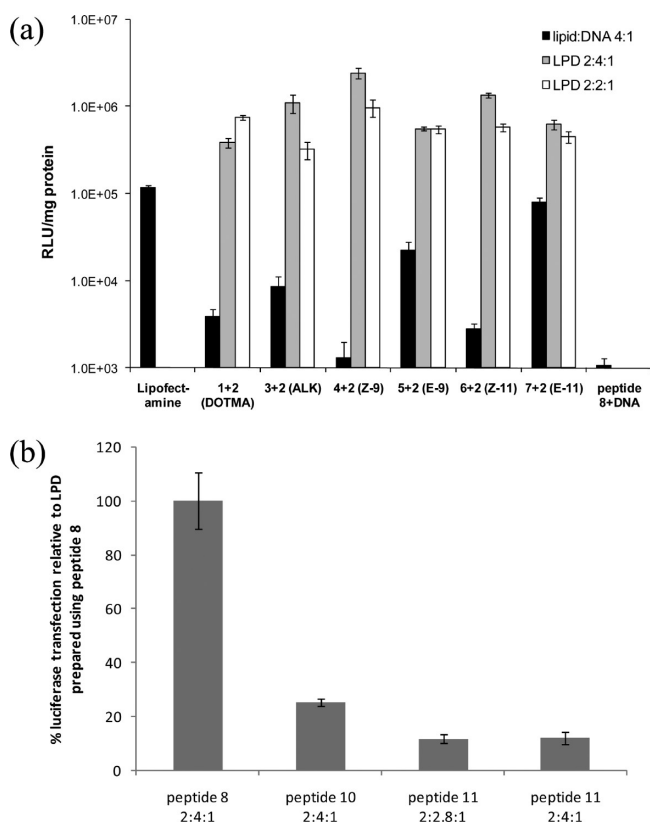 (a)
1.0E+07
1.0E+06
1.0E+05
1.0E+04
1.0E+03
RLU/mg protein
lipid:DNA 4:1
LPD 2:4:1
LPD 2:2:1
Lipofect- 1+2 3+2 (ALK) 4+2 (Z-9) 5+2 (E-9) 6+2 (Z-11) 7+2 (E-11) peptide
amine (DOTMA) 8+DNA
(b)
120
100
80
60
40
20
0
% luciferase transfection relative to LPD
prepared using peptide 8
peptide 8 peptide 10 peptide 11 peptide 11
2:4:1 2:4:1 2:2.8:1 2:4:1